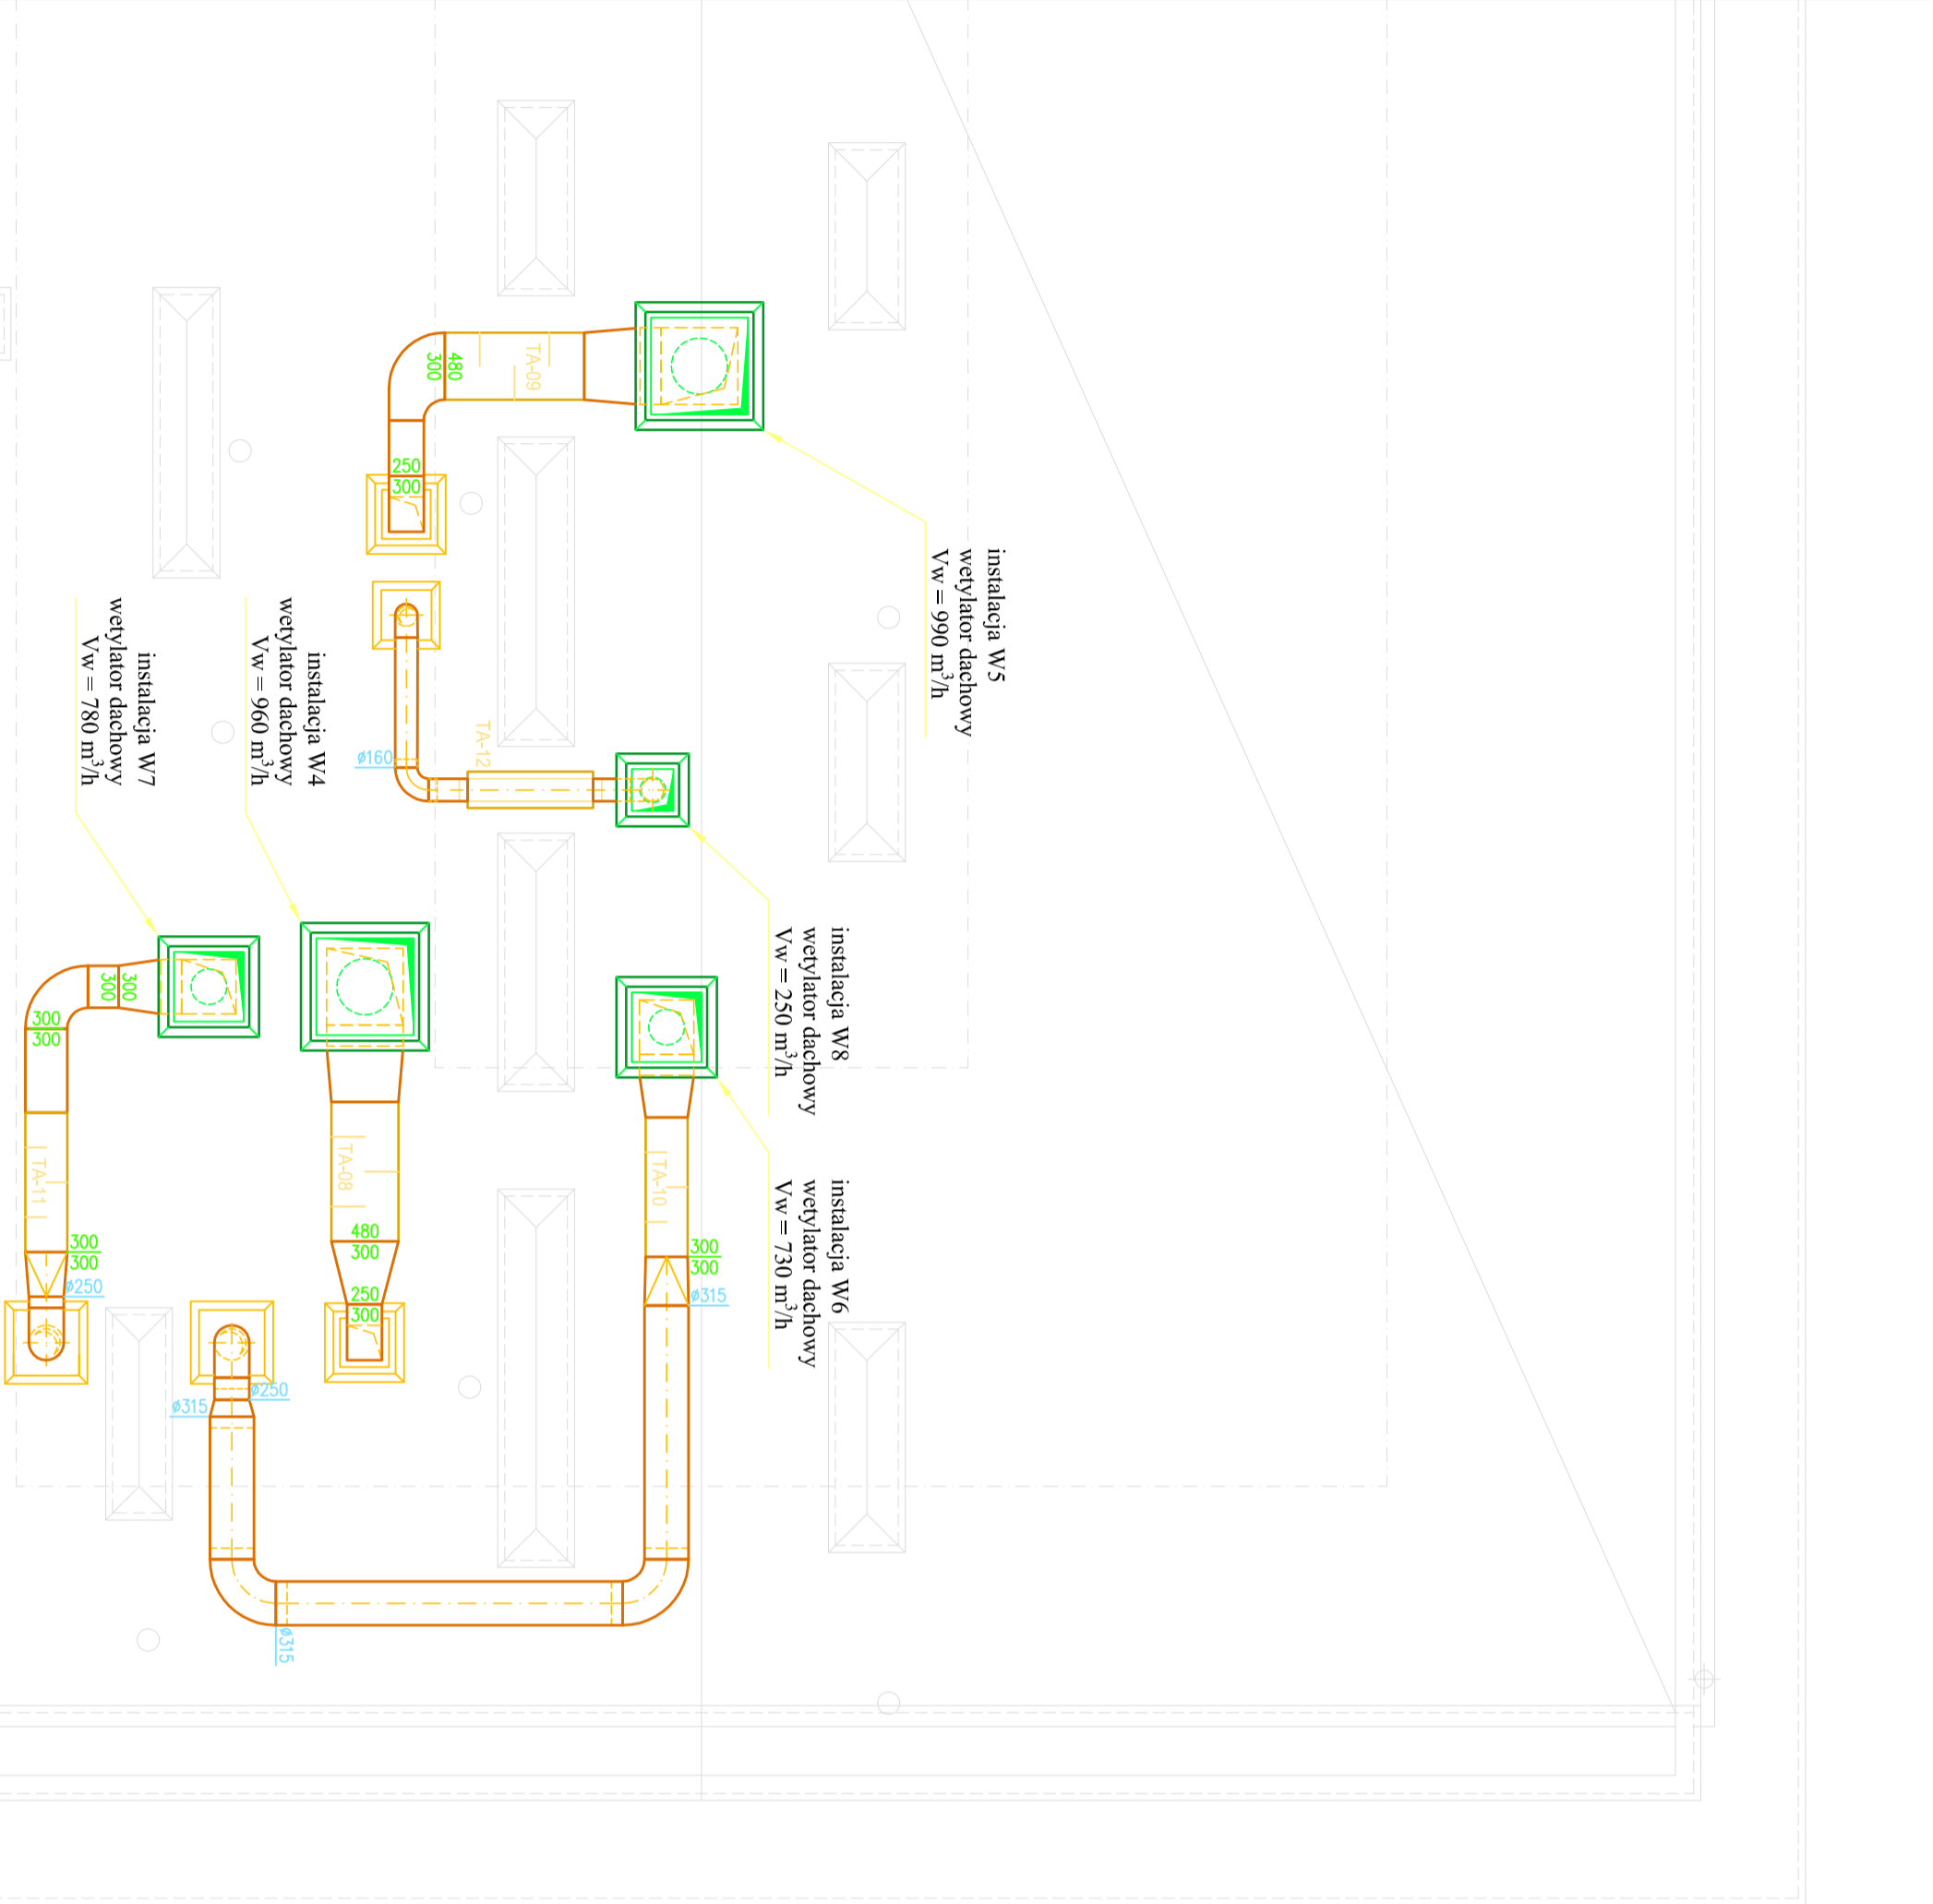 instalacja W5
wetylator dachowy
Vw = 990 m³/h
TA-09
480
300
250
300
TA-12
ø160
instalacja W4
wetylator dachowy
Vw = 960 m³/h
instalacja W7
wetylator dachowy
Vw = 780 m³/h
instalacja W8
wetylator dachowy
Vw = 250 m³/h
instalacja W6
wetylator dachowy
Vw = 730 m³/h
300
300
300
300
TA-11
300
300
ø250
TA-08
480
300
250
300
TA-10
300
300
ø315
ø250
ø315
ø315